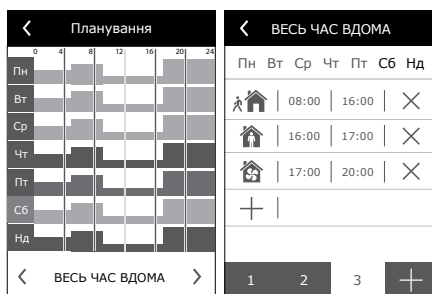 Планування
0 4 8 12 16 20 24
Пн
Вт
Ср
Чт
Пт
Сб
Нд
ВЕСЬ ЧАС ВДОМА
ВЕСЬ ЧАС ВДОМА
Пн Вт Ср Чт Пт Сб Нд
08:00 16:00
16:00 17:00
17:00 20:00
1 2 3